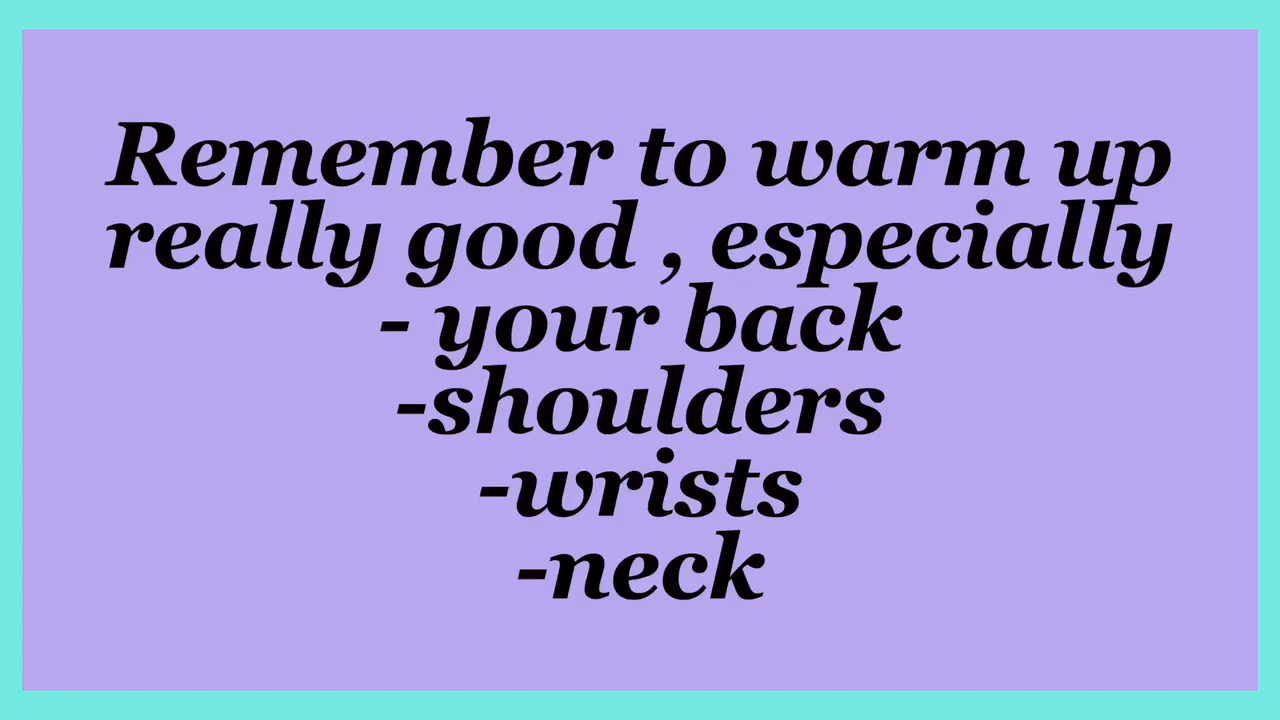 Remember to warm up
really good , especially
- your back
-shoulders
-wrists
-neck